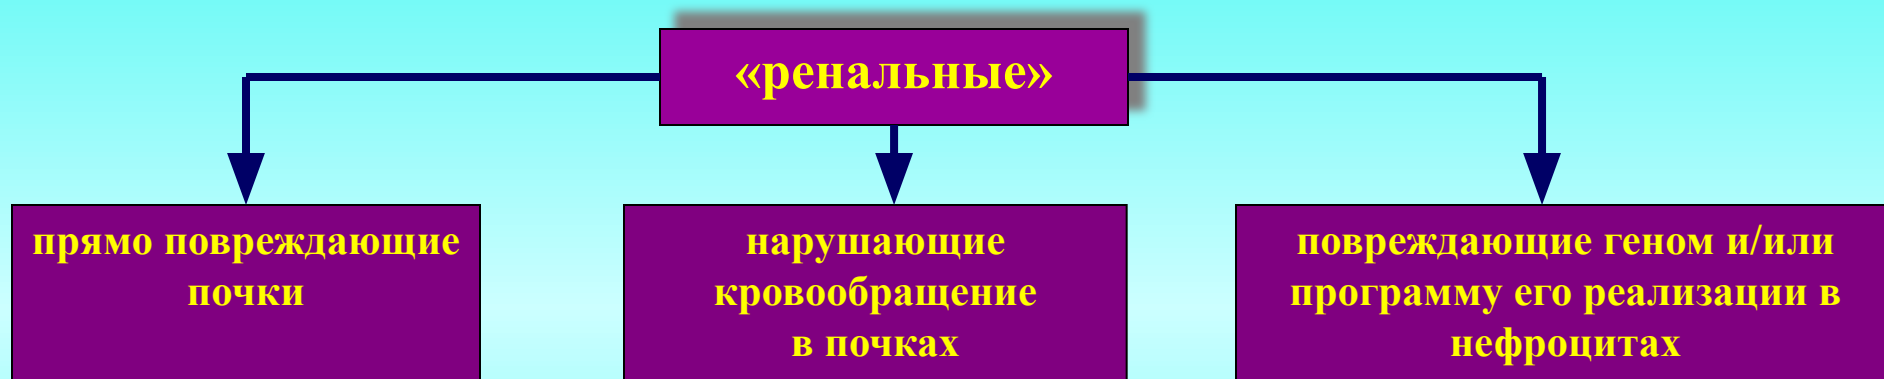 «ренальные»
прямо повреждающие
почки
нарушающие
кровообращение
в почках
повреждающие геном и/или
программу его реализации в
нефроцитах